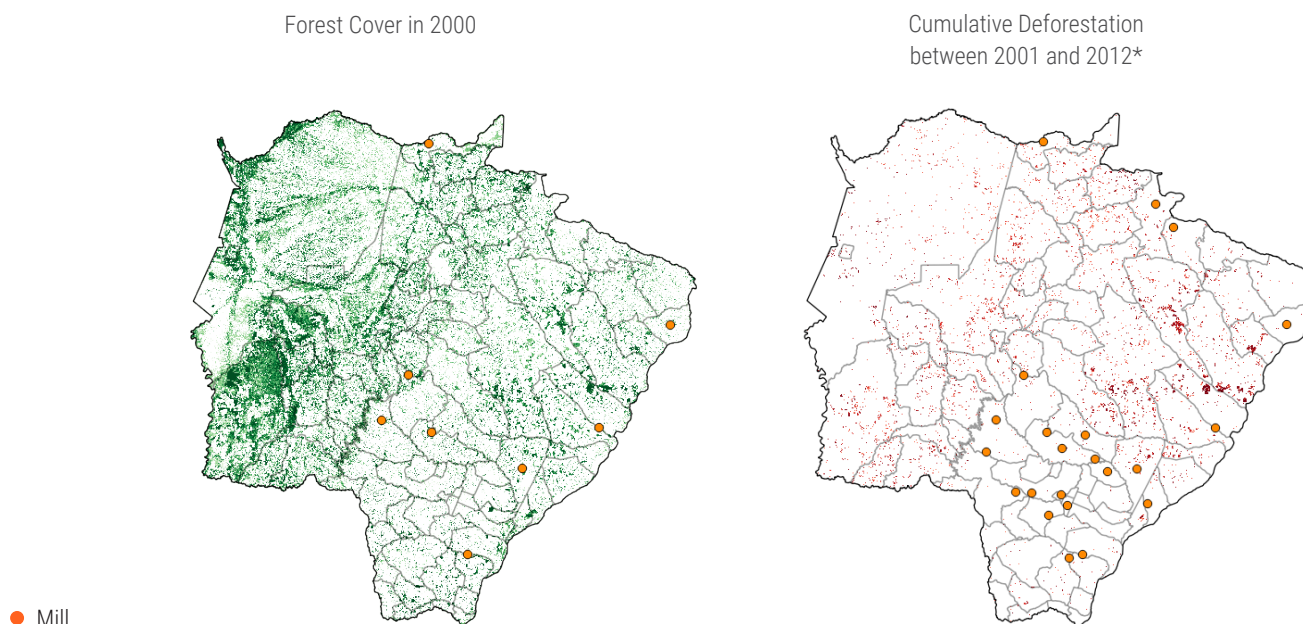 Forest Cover in 2000
Cumulative Deforestation
between 2001 and 2012*
Mill